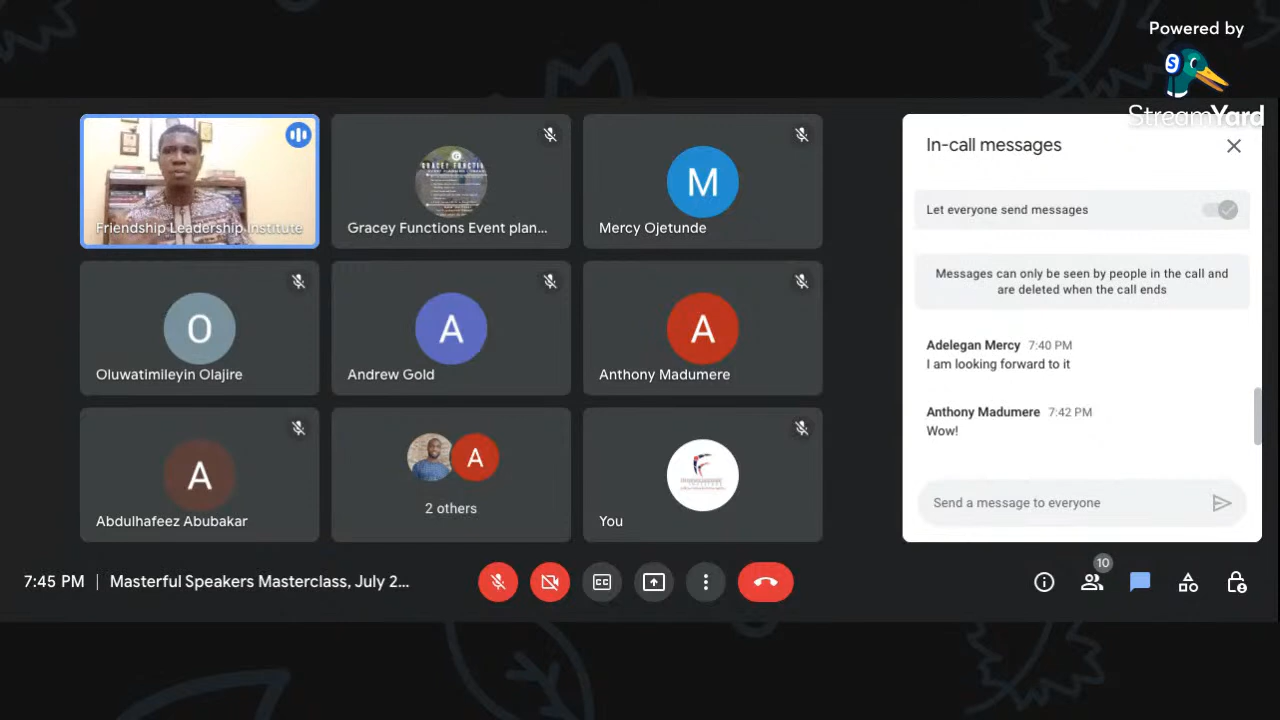 Powered by
StreamYard
Friendship Leadership Institute
GRACEY FUNCTI
Gracey Functions Event plan...
M
Mercy Ojetunde
O
Oluwatimileyin Olajire
A
Andrew Gold
A
Anthony Madumere
A
Abdulhafeez Abubakar
A
2 others
You
In-call messages
Let everyone send messages
Messages can only be seen by people in the call and
are deleted when the call ends
Adelegan Mercy 7:40 PM
I am looking forward to it
Anthony Madumere 7:42 PM
Wow!
Send a message to everyone
7:45 PM | Masterful Speakers Masterclass, July 2...
10